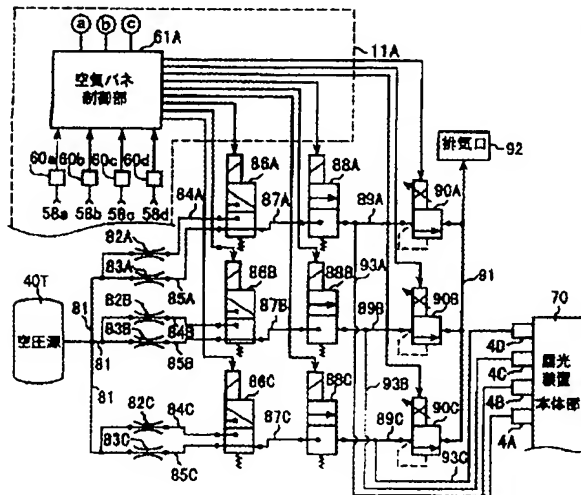 ⓐ ⓑ ⓒ
61A
11A
空気バネ
制御部
排気口
92
60a
60b
60c
60d
58a
58b
58c
58d
86A
88A
90A
84A
87A
89A
82A
83A
85A
93A
91
86B
88B
90B
40T
空圧源
81
81
81
82B
83B
84B
85B
87B
89B
93B
70
露光
装置
本体部
4D
4C
4B
4A
86C
88C
90C
82C
83C
84C
85C
87C
89C
93C